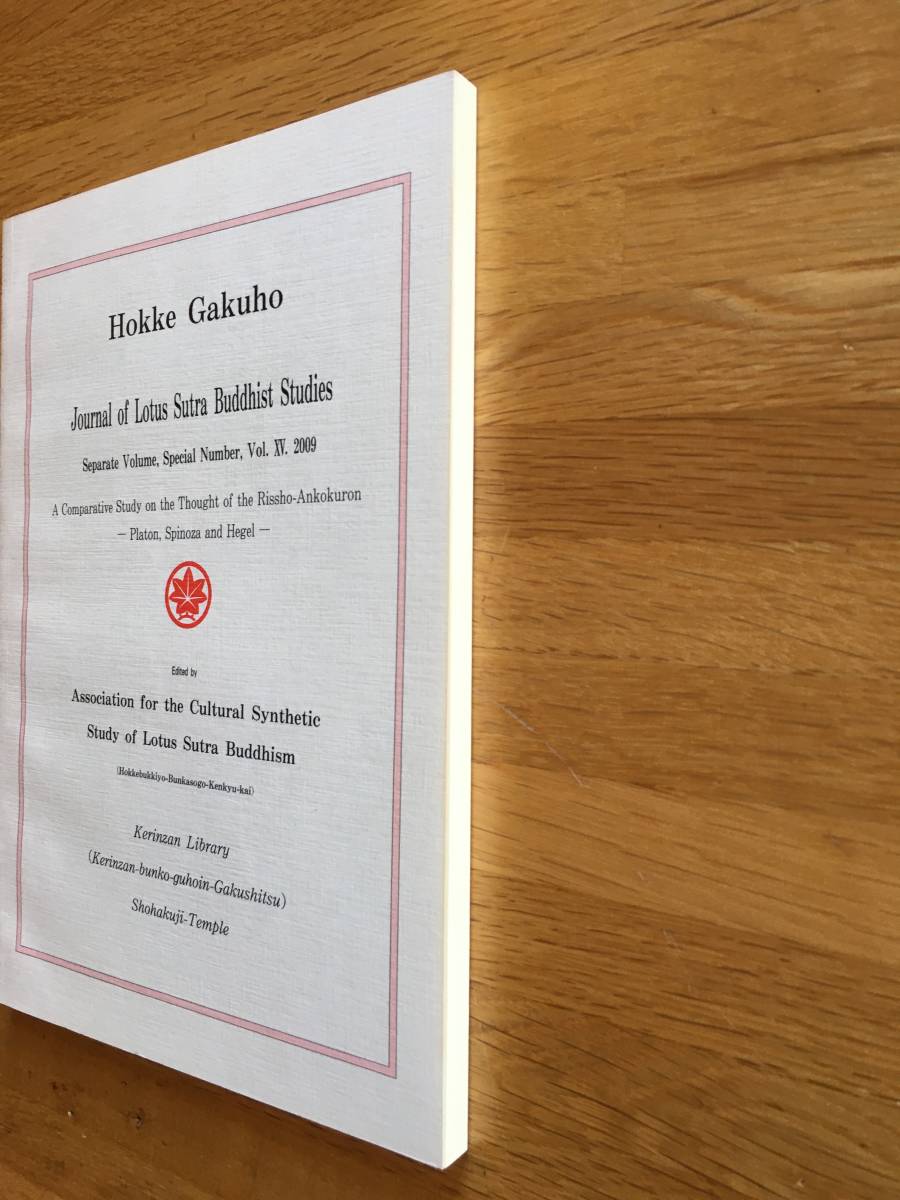 Hokke Gakuho
Journal of Lotus Sutra Buddhist Studies
Separate Volume, Special Number, Vol. XV. 2009
A Comparative Study on the Thought of the Rissho-Ankokuron
— Platon, Spinoza and Hegel —
Edited by
Association for the Cultural Synthetic
Study of Lotus Sutra Buddhism
(Hokkebukkiyo-Bunkasogo-Kenkyu-kai)
Kerinzan Library
(Kerinzan-bunko-guhoin-Gakushitsu)
Shohakuji-Temple